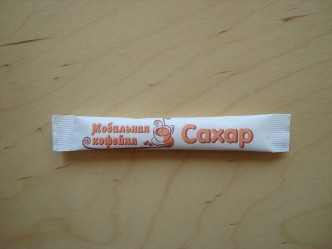 Мобильная
кофейня
Сахар